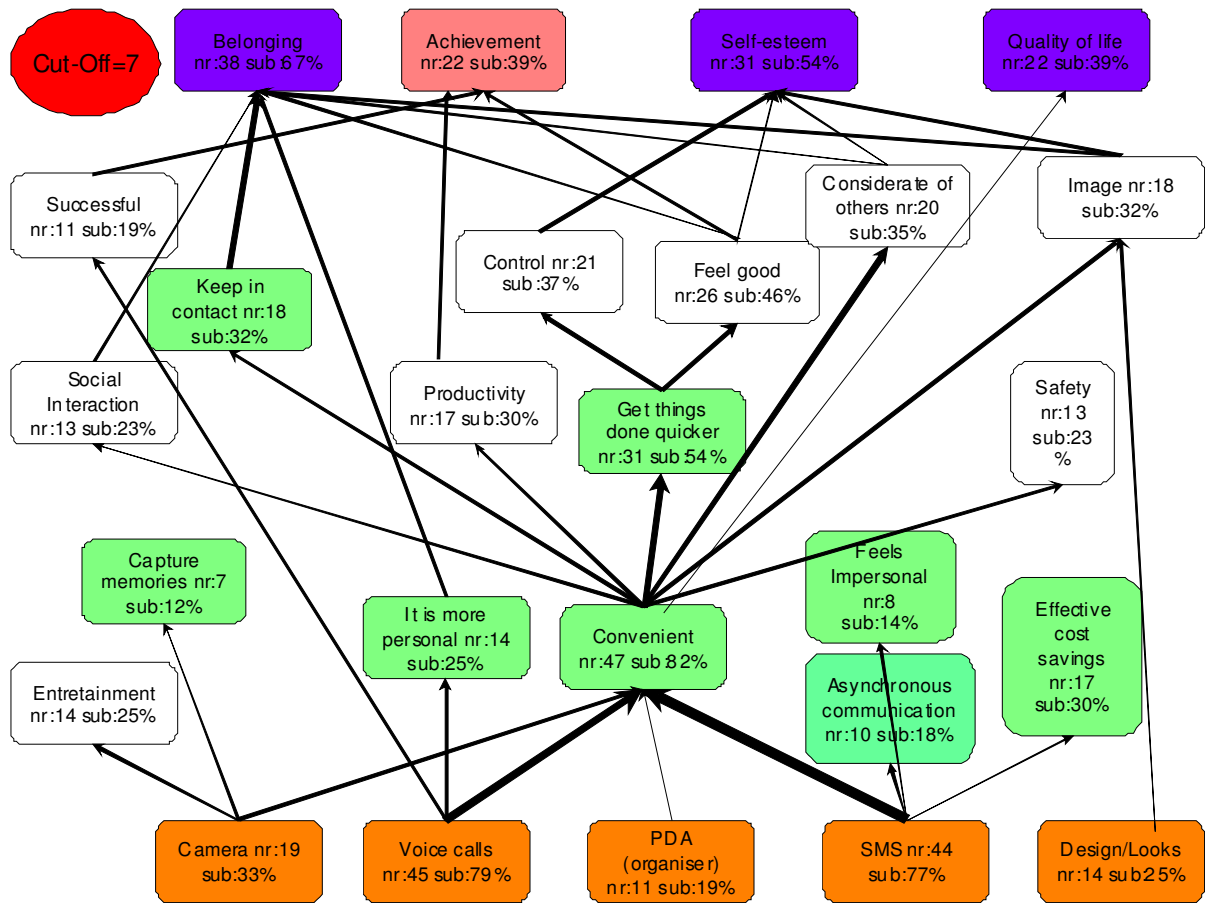 Cut-Off=7
Belonging
nr:38 sub:67%
Achievement
nr:22 sub:39%
Self-esteem
nr:31 sub:54%
Quality of life
nr:22 sub:39%
Successful
nr:11 sub:19%
Keep in
contact nr:18
sub:32%
Control nr:21
sub:37%
Feel good
nr:26 sub:46%
Considerate of
others nr:20
sub:35%
Image nr:18
sub:32%
Social
Interaction
nr:13 sub:23%
Productivity
nr:17 sub:30%
Get things
done quicker
nr:31 sub:54%
Safety
nr:13
sub:23
%
Capture
memories nr:7
sub:12%
It is more
personal nr:14
sub:25%
Convenient
nr:47 sub:82%
Feels
Impersonal
nr:8
sub:14%
Effective
cost
savings
nr:17
sub:30%
Entretainment
nr:14 sub:25%
Asynchronous
communication
nr:10 sub:18%
Camera nr:19
sub:33%
Voice calls
nr:45 sub:79%
PDA
(organiser)
nr:11 sub:19%
SMS nr:44
sub:77%
Design/Looks
nr:14 sub25%